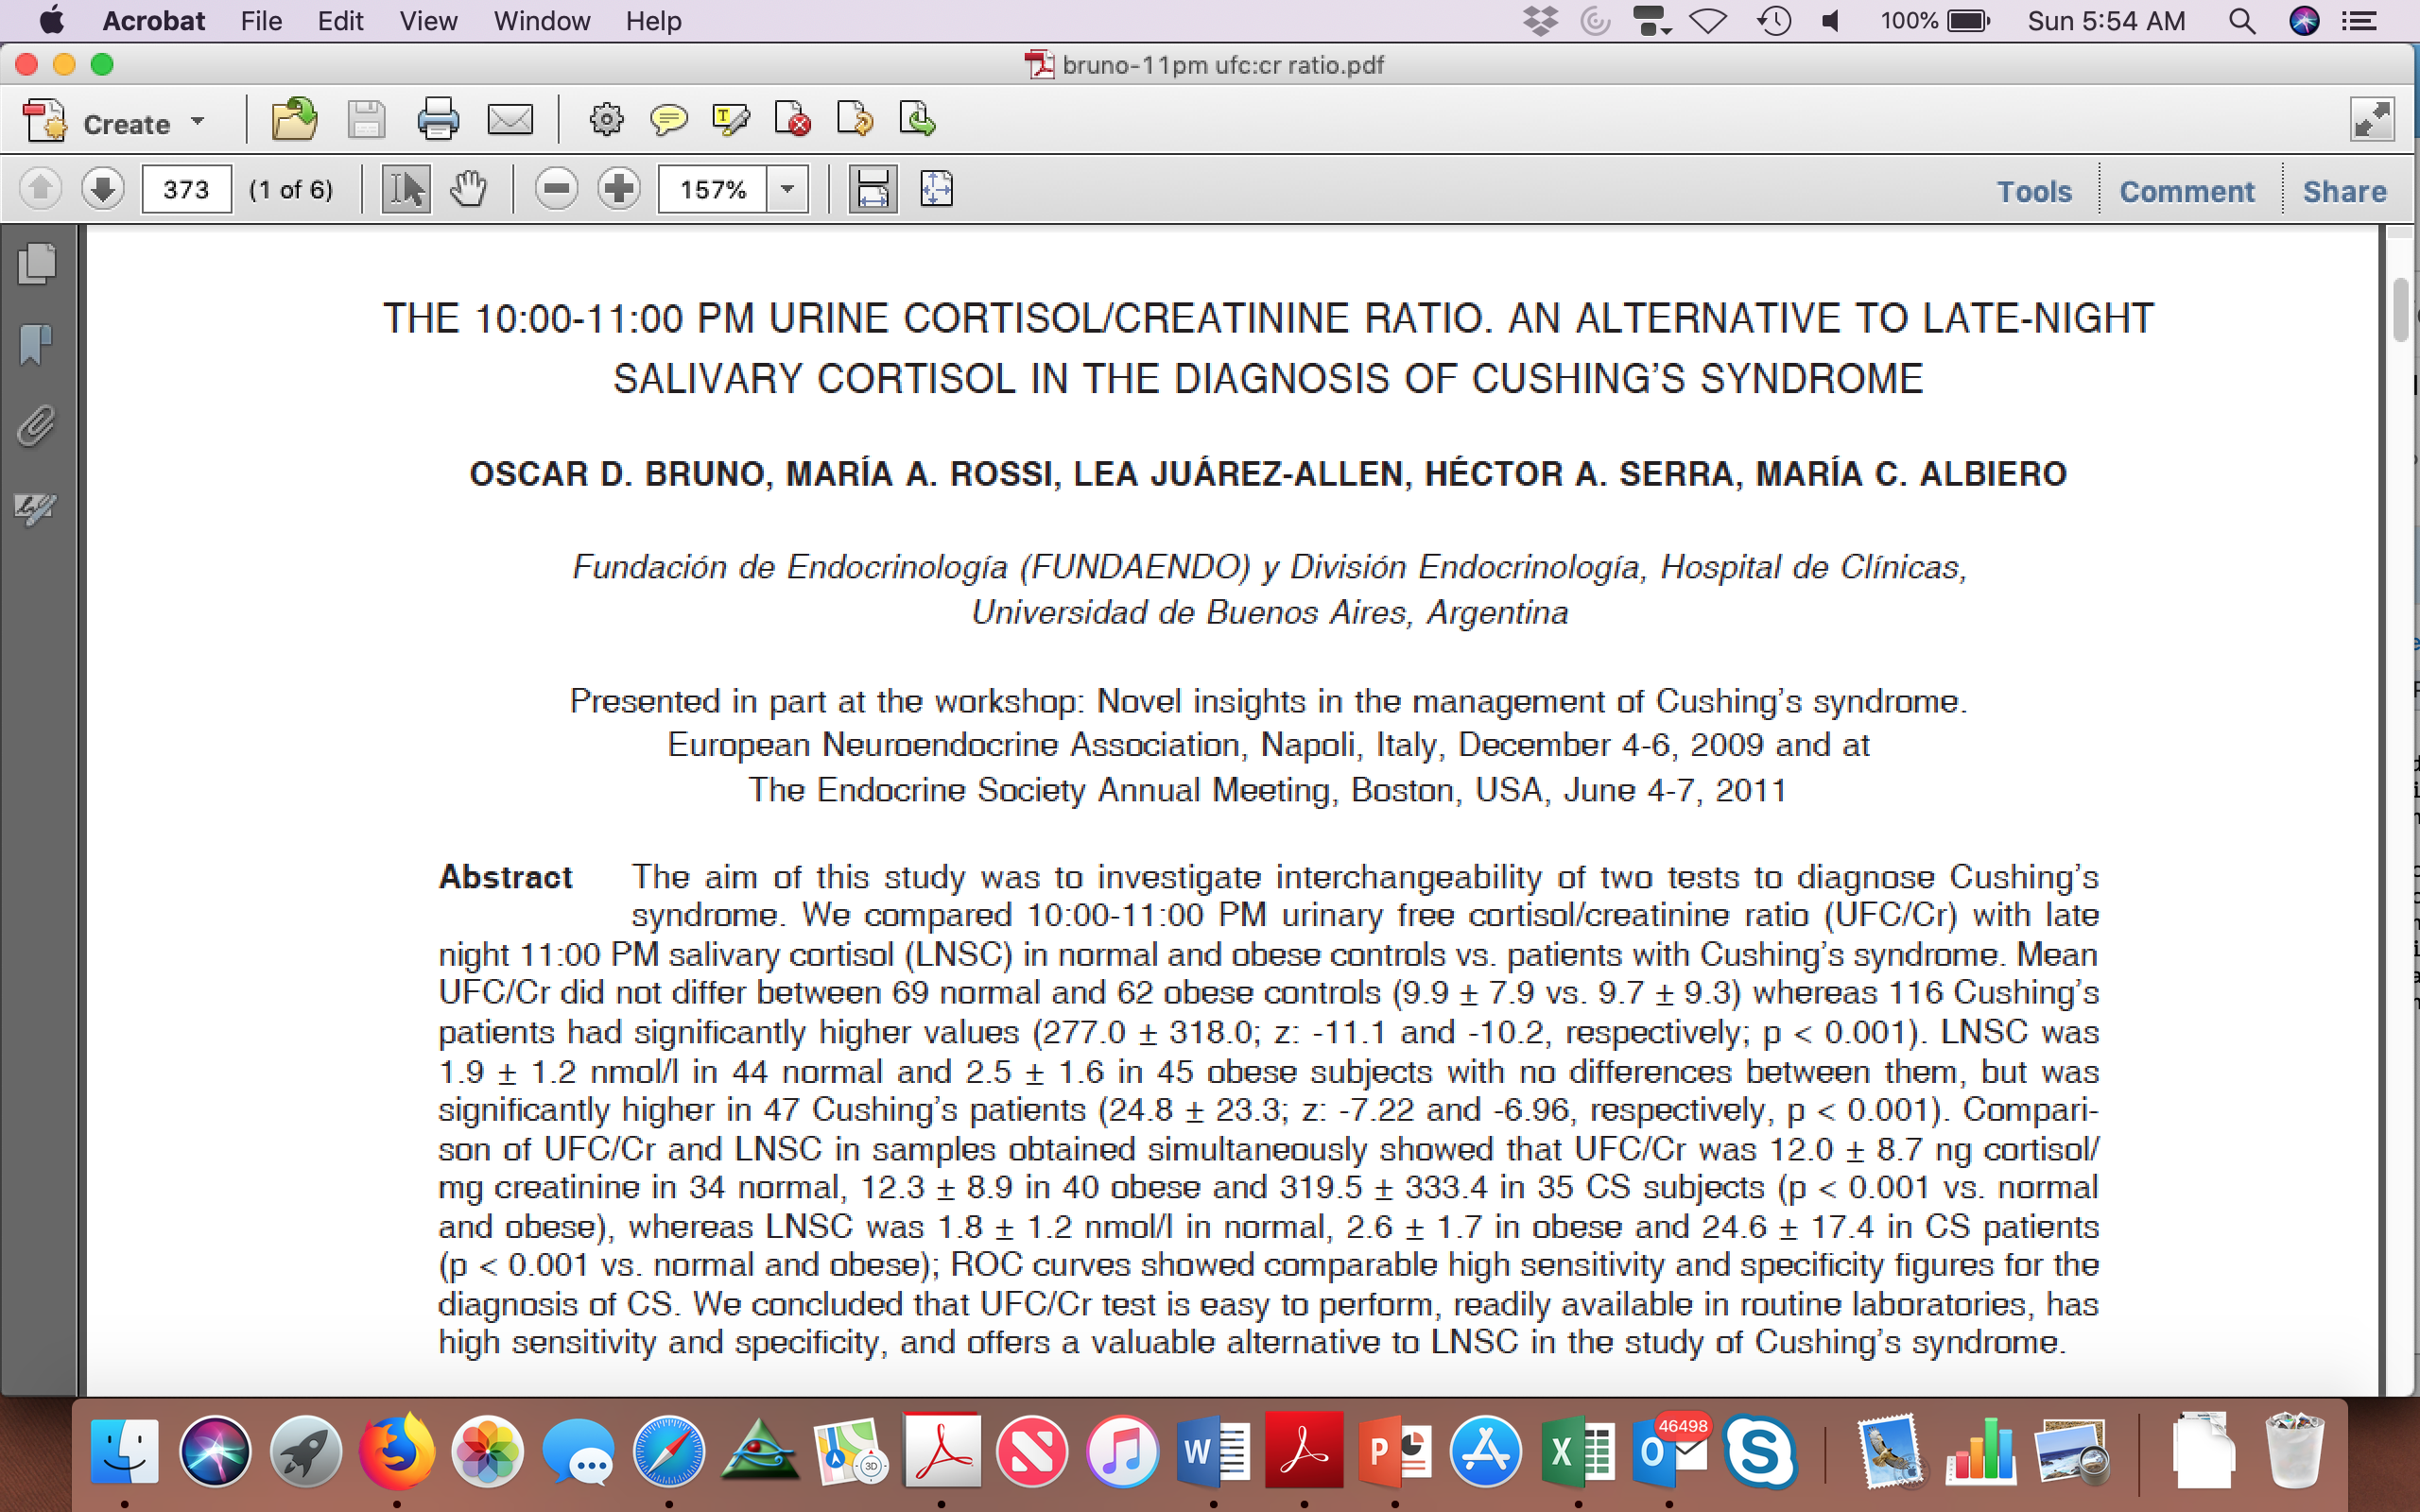 Acrobat File Edit View Window Help 100% Sun 5:54 AM
bruno-11pm ufc:cr ratio.pdf
Create
373 (1 of 6) 157% Tools Comment Share
THE 10:00-11:00 PM URINE CORTISOL/CREATININE RATIO. AN ALTERNATIVE TO LATE-NIGHT
SALIVARY CORTISOL IN THE DIAGNOSIS OF CUSHING'S SYNDROME
OSCAR D. BRUNO, MARÍA A. ROSSI, LEA JUÁREZ-ALLEN, HÉCTOR A. SERRA, MARÍA C. ALBIERO
Fundación de Endocrinología (FUNDAENDO) y División Endocrinología, Hospital de Clínicas,
Universidad de Buenos Aires, Argentina
Presented in part at the workshop: Novel insights in the management of Cushing's syndrome.
European Neuroendocrine Association, Napoli, Italy, December 4-6, 2009 and at
The Endocrine Society Annual Meeting, Boston, USA, June 4-7, 2011
Abstract The aim of this study was to investigate interchangeability of two tests to diagnose Cushing's
syndrome. We compared 10:00-11:00 PM urinary free cortisol/creatinine ratio (UFC/Cr) with late
night 11:00 PM salivary cortisol (LNSC) in normal and obese controls vs. patients with Cushing's syndrome. Mean
UFC/Cr did not differ between 69 normal and 62 obese controls (9.9 ± 7.9 vs. 9.7 ± 9.3) whereas 116 Cushing's
patients had significantly higher values (277.0 ± 318.0; z: -11.1 and -10.2, respectively; p < 0.001). LNSC was
1.9 ± 1.2 nmol/l in 44 normal and 2.5 ± 1.6 in 45 obese subjects with no differences between them, but was
significantly higher in 47 Cushing's patients (24.8 ± 23.3; z: -7.22 and -6.96, respectively, p < 0.001). Compari-
son of UFC/Cr and LNSC in samples obtained simultaneously showed that UFC/Cr was 12.0 ± 8.7 ng cortisol/
mg creatinine in 34 normal, 12.3 ± 8.9 in 40 obese and 319.5 ± 333.4 in 35 CS subjects (p < 0.001 vs. normal
and obese), whereas LNSC was 1.8 ± 1.2 nmol/l in normal, 2.6 ± 1.7 in obese and 24.6 ± 17.4 in CS patients
(p < 0.001 vs. normal and obese); ROC curves showed comparable high sensitivity and specificity figures for the
diagnosis of CS. We concluded that UFC/Cr test is easy to perform, readily available in routine laboratories, has
high sensitivity and specificity, and offers a valuable alternative to LNSC in the study of Cushing's syndrome.
46498
3D
W P X O S